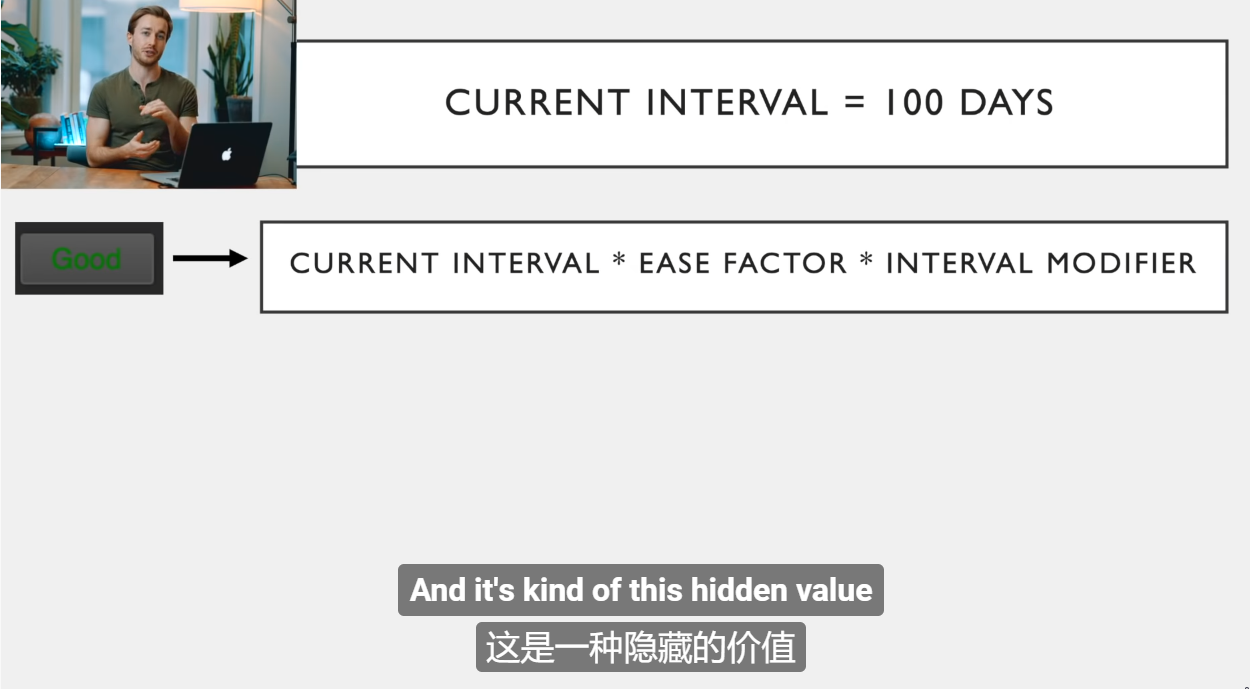 CURRENT INTERVAL = 100 DAYS
Good
CURRENT INTERVAL * EASE FACTOR * INTERVAL MODIFIER
And it's kind of this hidden value
这是一种隐藏的价值